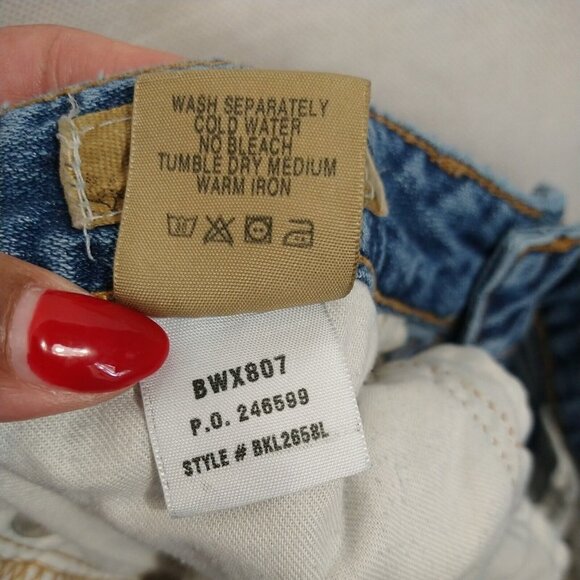 WASH SEPARATELY
COLD WATER
NO BLEACH
TUMBLE DRY MEDIUM
WARM IRON
BWX807
P.O. 246599
STYLE # BKL2658L